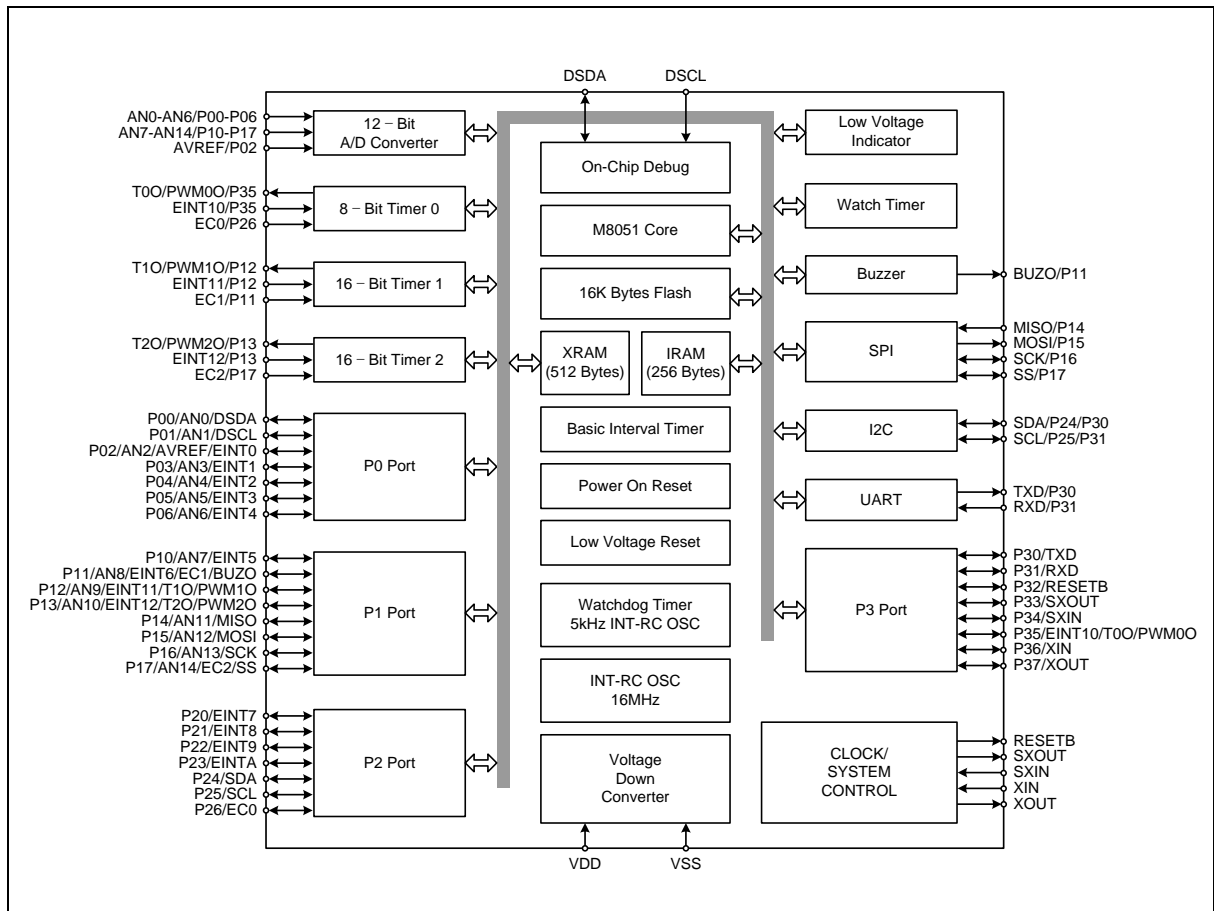 DSDA
DSCL
AN0-AN6/P00-P06
AN7-AN14/P10-P17
AVREF/P02
12 – Bit
A/D Converter
T0O/PWM0O/P35
EINT10/P35
EC0/P26
8 – Bit Timer 0
T1O/PWM1O/P12
EINT11/P12
EC1/P11
16 – Bit Timer 1
T2O/PWM2O/P13
EINT12/P13
EC2/P17
16 – Bit Timer 2
P00/AN0/DSDA
P01/AN1/DSCL
P02/AN2/AVREF/EINT0
P03/AN3/EINT1
P04/AN4/EINT2
P05/AN5/EINT3
P06/AN6/EINT4
P0 Port
P10/AN7/EINT5
P11/AN8/EINT6/EC1/BUZO
P12/AN9/EINT11/T1O/PWM1O
P13/AN10/EINT12/T2O/PWM2O
P14/AN11/MISO
P15/AN12/MOSI
P16/AN13/SCK
P17/AN14/EC2/SS
P1 Port
P20/EINT7
P21/EINT8
P22/EINT9
P23/EINTA
P24/SDA
P25/SCL
P26/EC0
P2 Port
On-Chip Debug
M8051 Core
16K Bytes Flash
XRAM
(512 Bytes)
IRAM
(256 Bytes)
Basic Interval Timer
Power On Reset
Low Voltage Reset
Watchdog Timer
5kHz INT-RC OSC
INT-RC OSC
16MHz
Voltage
Down
Converter
VDD
VSS
Low Voltage
Indicator
Watch Timer
Buzzer
BUZO/P11
SPI
MISO/P14
MOSI/P15
SCK/P16
SS/P17
I2C
SDA/P24/P30
SCL/P25/P31
UART
TXD/P30
RXD/P31
P3 Port
P30/TXD
P31/RXD
P32/RESETB
P33/SXOUT
P34/SXIN
P35/EINT10/T0O/PWM0O
P36/XIN
P37/XOUT
CLOCK/
SYSTEM
CONTROL
RESETB
SXOUT
SXIN
XIN
XOUT